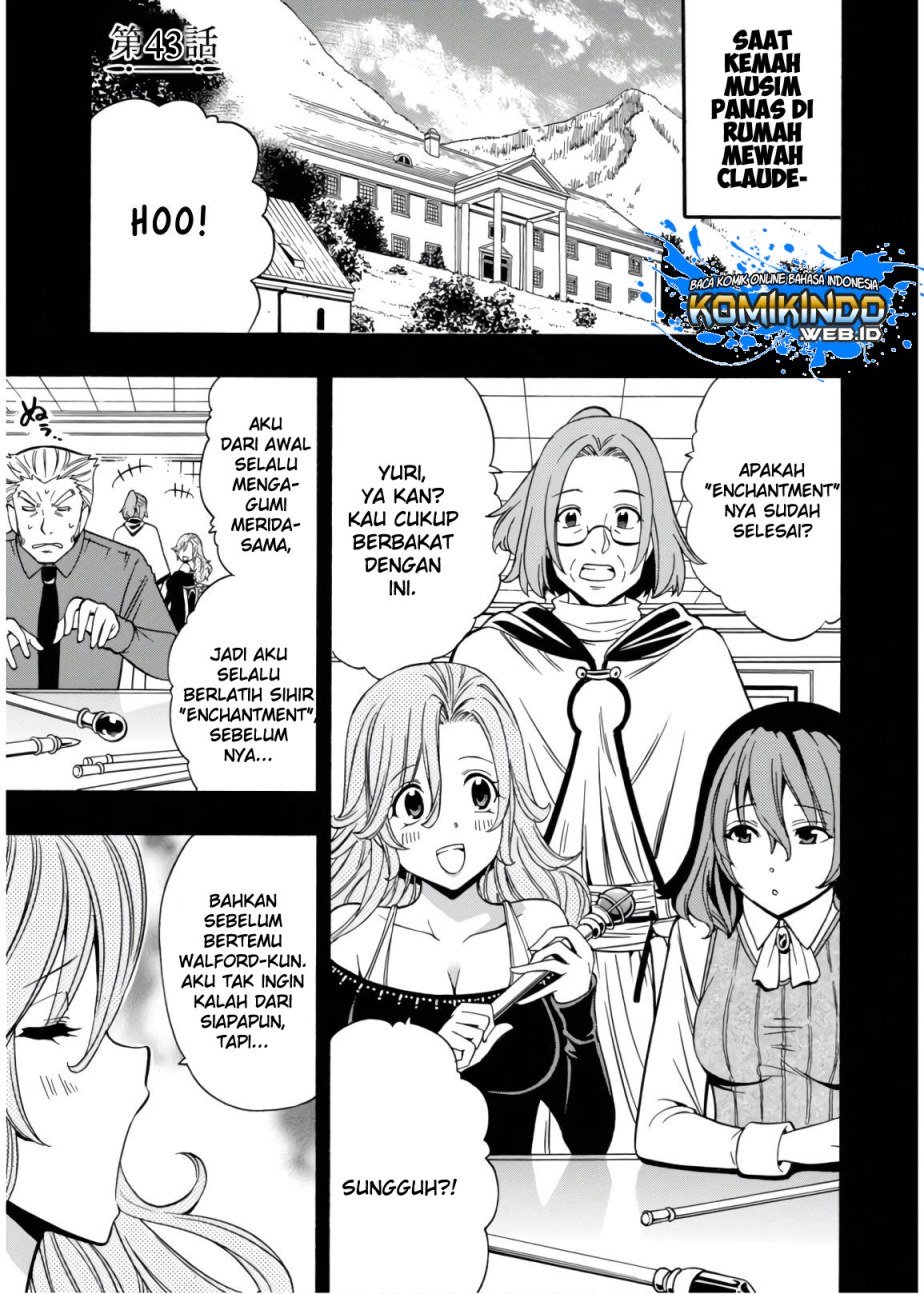 SAAT
KEMAH
MUSIM
PANAS DI
RUMAH
MEWAH
CLAUDE-
第43話
HOO!
BACA KOMIK ONLINE BAHASA INDONESIA
KOMIKINDO
WEB.ID
APAKAH
"ENCHANTMENT"
NYA SUDAH
SELESAI?
YURI,
YA KAN?
KAU CUKUP
BERBAKAT
DENGAN
INI.
SUNGGUH?!
AKU
DARI AWAL
SELALU
MENGA-
GUMI
MERIDA-
SAMA,
ぬぅ..
JADI AKU
SELALU
BERLATIH SIHIR
"ENCHANTMENT",
SEBELUM
NYA...
BAHKAN
SEBELUM
BERTEMU
WALFORD-KUN.
AKU TAK INGIN
KALAH DARI
SIAPAPUN,
TAPI...